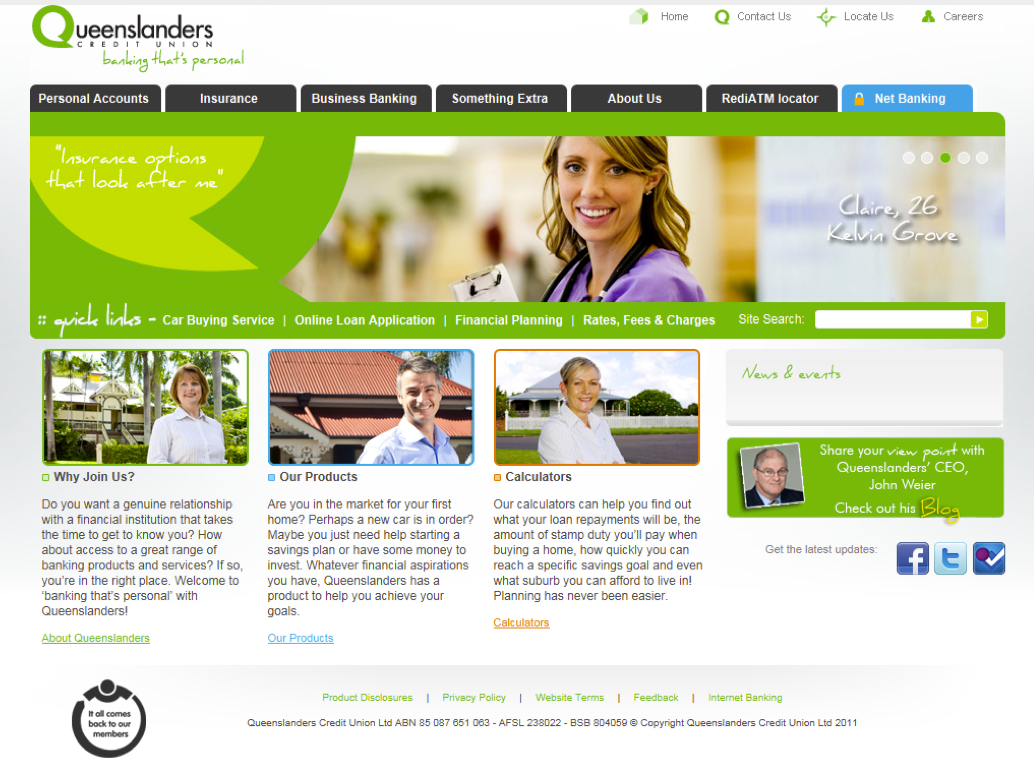 Queenslanders
CREDIT UNION
banking that's personal
Home
Contact Us
Locate Us
Careers
Personal Accounts
Insurance
Business Banking
Something Extra
About Us
RediATM locator
Net Banking
"Insurance options
that look after me"
Claire, 26
Kelvin Grove
:: quick links - Car Buying Service | Online Loan Application | Financial Planning | Rates, Fees & Charges
Site Search:
News & events
Share your view point with
Queenslanders' CEO,
John Weier
Check out his Blog
Get the latest updates:
f
t
Why Join Us?
Do you want a genuine relationship
with a financial institution that takes
the time to get to know you? How
about access to a great range of
banking products and services? If so,
you're in the right place. Welcome to
'banking that's personal' with
Queenslanders!
About Queenslanders
Our Products
Are you in the market for your first
home? Perhaps a new car is in order?
Maybe you just need help starting a
savings plan or have some money to
invest. Whatever financial aspirations
you have, Queenslanders has a
product to help you achieve your
goals.
Our Products
Calculators
Our calculators can help you find out
what your loan repayments will be, the
amount of stamp duty you'll pay when
buying a home, how quickly you can
reach a specific savings goal and even
what suburb you can afford to live in!
Planning has never been easier.
Calculators
It all comes
back to our
members
Product Disclosures | Privacy Policy | Website Terms | Feedback | Internet Banking
Queenslanders Credit Union Ltd ABN 85 087 651 063 - AFSL 238022 - BSB 804059 © Copyright Queenslanders Credit Union Ltd 2011